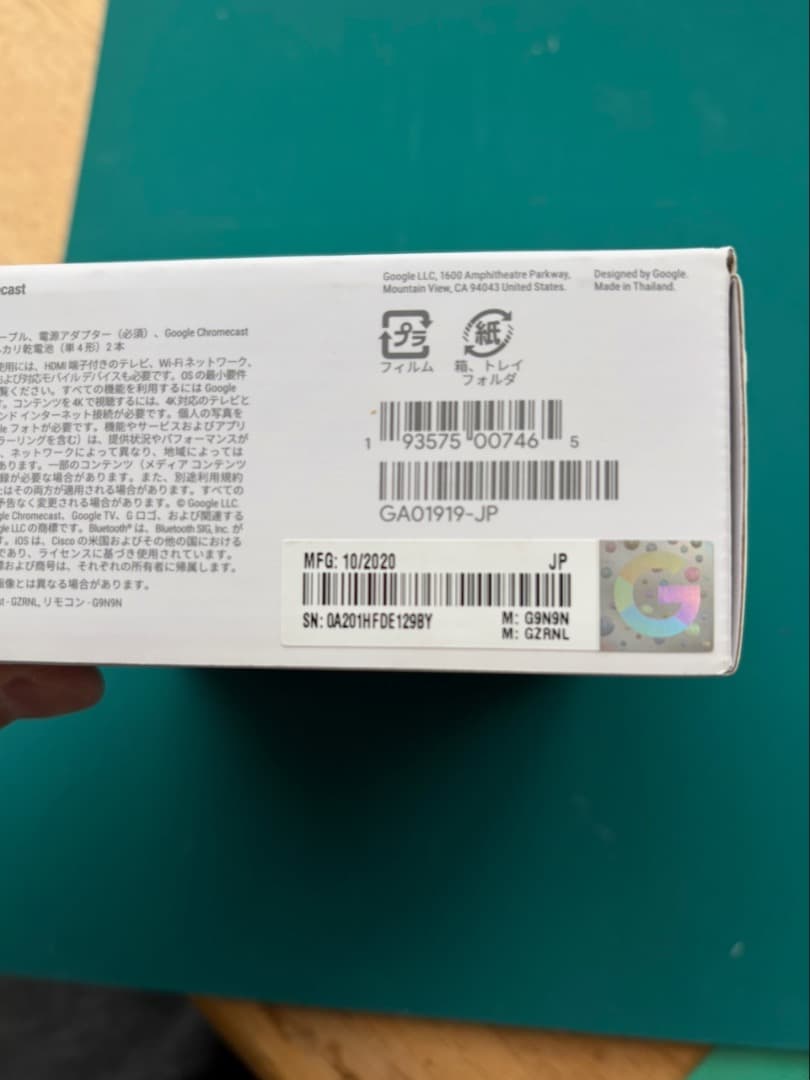 cast
ーブル、電源アダプター（必須）、Google Chromecast
カリ乾電池（単4形）2本
使用には、HDMI 端子付きのテレビ、Wi-Fi ネットワーク、
および対応モバイルデバイスも必要です。OS の最小要件
覧ください。すべての機能を利用するには Google
。コンテンツを 4K で視聴するには、4K対応のテレビと
ンド インターネット接続が必要です。個人の写真を
le フォトが必要です。機能やサービスおよびアプリ
ラーリングを含む）は、提供状況やパフォーマンスが
、ネットワークによって異なり、地域によっては
あります。一部のコンテンツ（メディア コンテンツ
録が必要な場合があります。また、別途利用規約
はその両方が適用される場合があります。すべての
予告なく変更される場合があります。© Google LLC.
gle Chromecast、Google TV、G ロゴ、および関連する
gle LLC の商標です。Bluetooth® は、Bluetooth SIG, Inc. が
す。iOS は、Cisco の米国およびその他の国における
であり、ライセンスに基づき使用されています。
標および商号は、それぞれの所有者に帰属します。
画像とは異なる場合があります。
st - GZRNL, リモコン - G9N9N
Google LLC, 1600 Amphitheatre Parkway,
Mountain View, CA 94043 United States.
Designed by Google.
Made in Thailand.
プラ
フィルム
紙
箱、トレイ
フォルダ
1 93575 00746 5
GA01919-JP
MFG: 10/2020 JP
SN: 0A201HFDE129BY
M: G9N9N
M: GZRNL
G